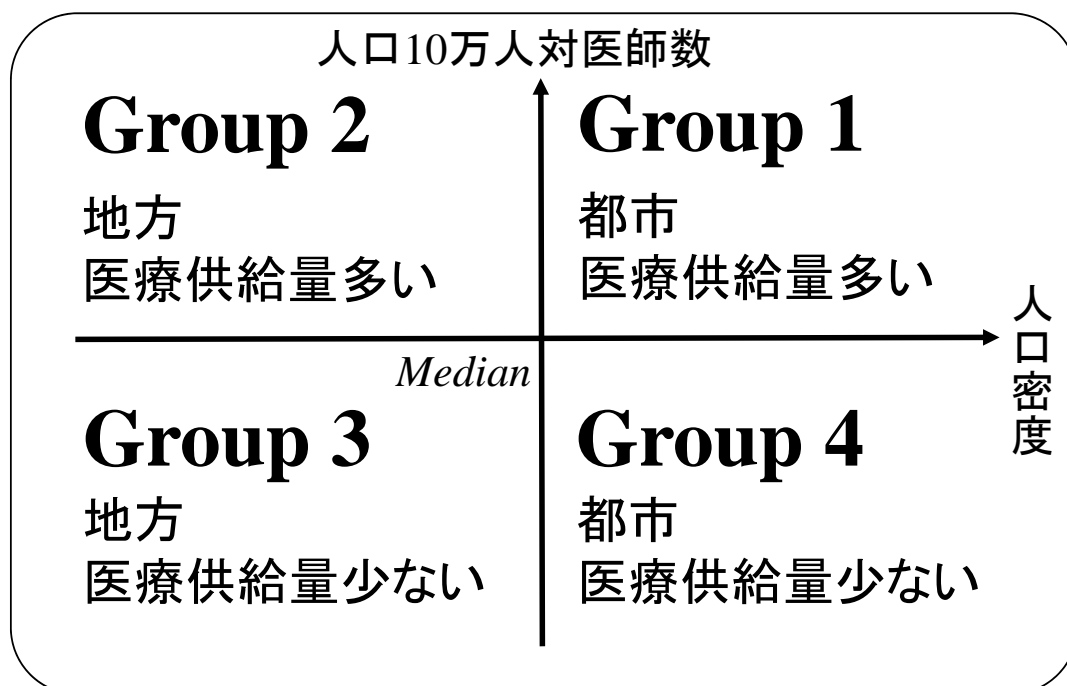 人口10万人対医師数
Group 2
地方
医療供給量多い
Group 1
都市
医療供給量多い
人口密度
Median
Group 3
地方
医療供給量少ない
Group 4
都市
医療供給量少ない